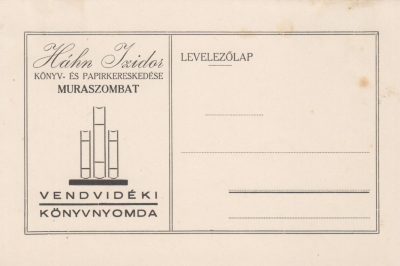 Háhn Izidor
KÖNYV- ÉS PAPIRKERESKEDÉSE
MURASZOMBAT
VENDVIDÉKI
KÖNYVNYOMDA
LEVELEZŐLAP